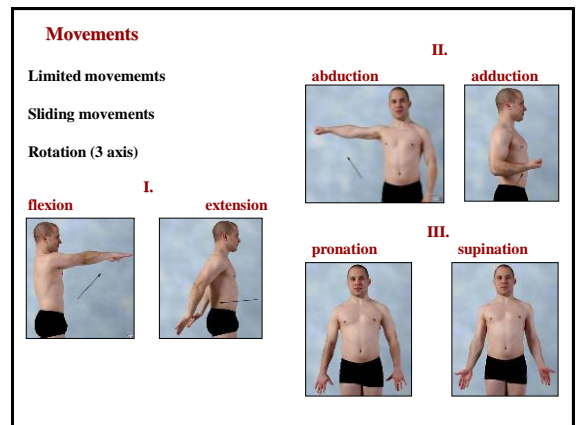 Movements
Limited movememts
Sliding movements
Rotation (3 axis)
I.
flexion extension
II.
abduction adduction
III.
pronation supination